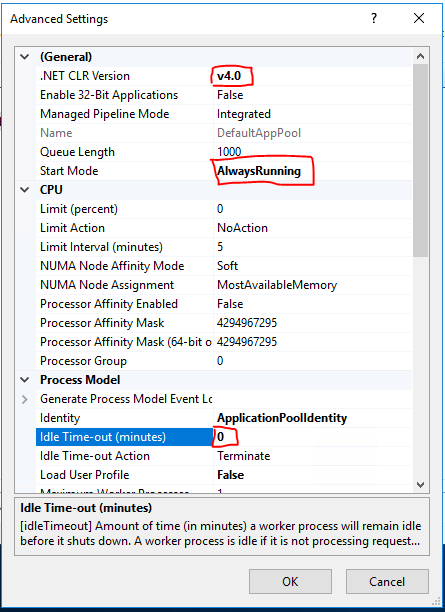 Advanced Settings
(General)
.NET CLR Version v4.0
Enable 32-Bit Applications False
Managed Pipeline Mode Integrated
Name DefaultAppPool
Queue Length 1000
Start Mode AlwaysRunning
CPU
Limit (percent) 0
Limit Action NoAction
Limit Interval (minutes) 5
NUMA Node Affinity Mode Soft
NUMA Node Assignment MostAvailableMemory
Processor Affinity Enabled False
Processor Affinity Mask 4294967295
Processor Affinity Mask (64-bit o 4294967295
Processor Group 0
Process Model
Generate Process Model Event Lo
Identity ApplicationPoolIdentity
Idle Time-out (minutes) 0
Idle Time-out Action Terminate
Load User Profile False
Maximum Worker Processes 1
Idle Time-out (minutes)
[idleTimeout] Amount of time (in minutes) a worker process will remain idle
before it shuts down. A worker process is idle if it is not processing request...
OK Cancel